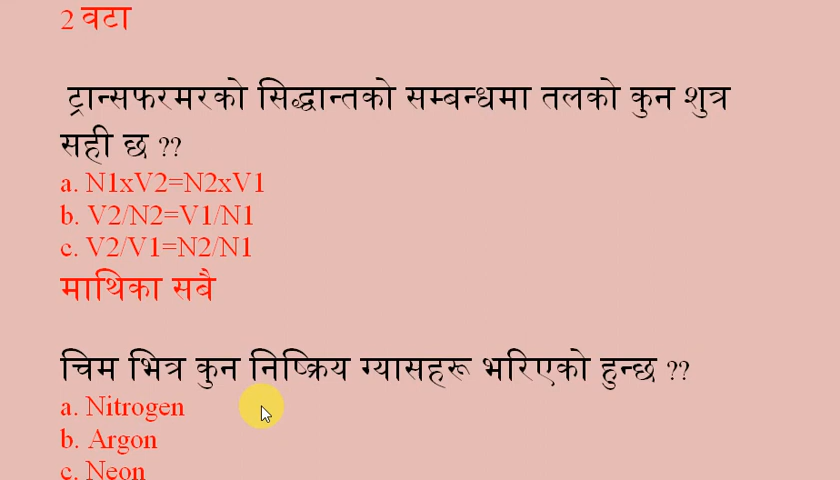 2 वटा
ट्रान्सफरमरको सिद्धान्तको सम्बन्धमा तलको कुन शुत्र
सही छ ??
a. N1xV2=N2xV1
b. V2/N2=V1/N1
c. V2/V1=N2/N1
माथिका सबै
चिम भित्र कुन निष्क्रिय ग्यासहरू भरिएको हुन्छ ??
a. Nitrogen
b. Argon
c. Neon